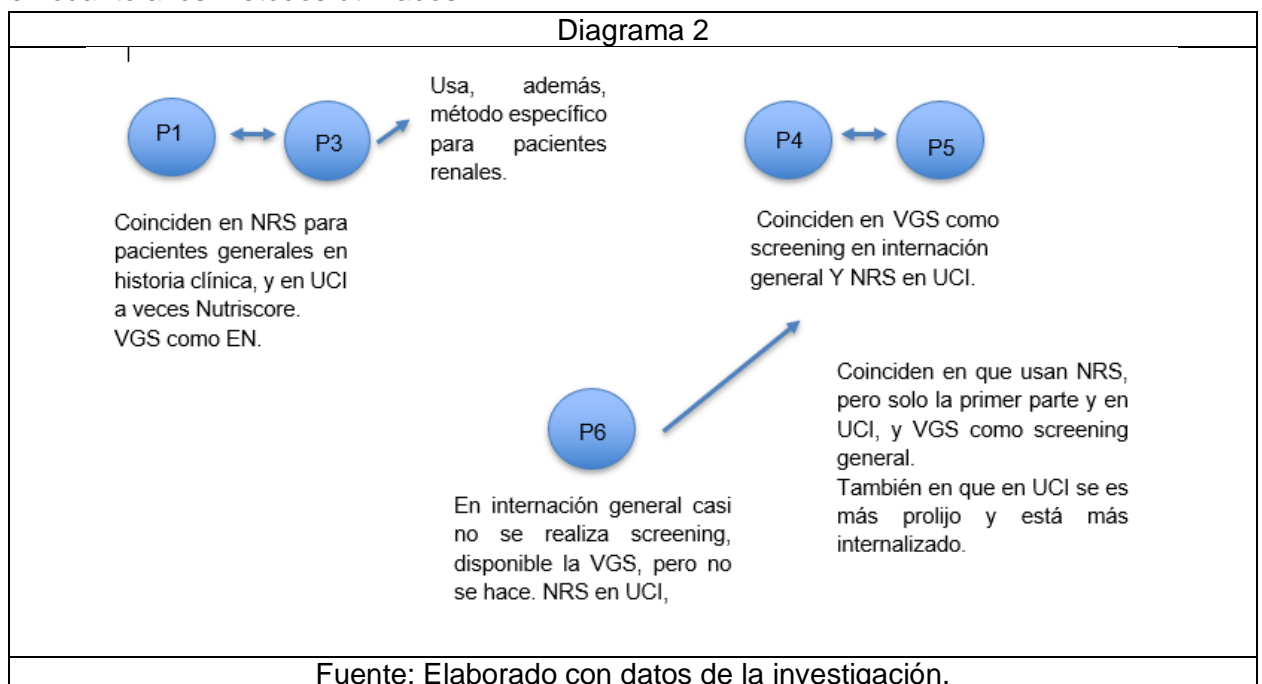 Diagrama 2
P1
P3
Usa, además,
método específico
para pacientes
renales.
P4
P5
Coinciden en NRS para
pacientes generales en
historia clínica, y en UCI
a veces Nutriscore.
VGS como EN.
Coinciden en VGS como
screening en internación
general Y NRS en UCI.
Coinciden en que usan NRS,
pero solo la primer parte y en
UCI, y VGS como screening
general.
También en que en UCI se es
más prolijo y está más
internalizado.
P6
En internación general casi
no se realiza screening,
disponible la VGS, pero no
se hace. NRS en UCI,
Fuente: Elaborado con datos de la investigación.